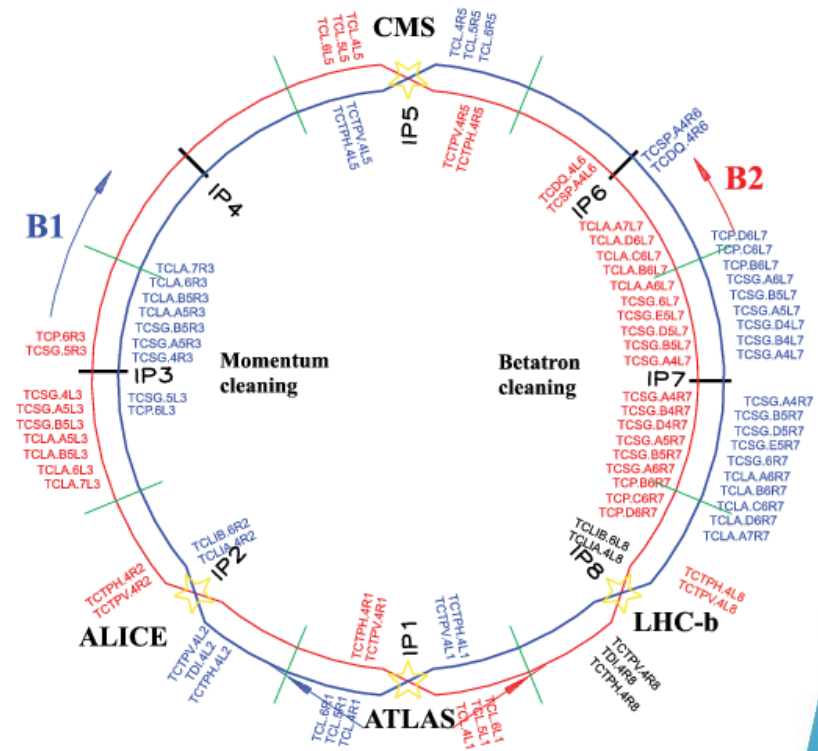 CMS
TCL.6L5
TCL.5L5
TCL.4L5
TCL.4R5
TCL.5R5
TCL.6R5
IP5
TCTPH.4L5
TCTPV.4L5
TCTPV.4R5
TCTPH.4R5
TCSP.A4R6
TCDQ.4R6
TCDQ.4L6
TCSP.A4L6
IP6
IP4
B1
B2
TCLA.A7L7
TCLA.D6L7
TCLA.C6L7
TCLA.B6L7
TCLA.A6L7
TCSG.6L7
TCSG.E5L7
TCSG.D5L7
TCSG.B5L7
TCSG.A4L7
TCP.D6L7
TCP.C6L7
TCP.B6L7
TCSG.A6L7
TCSG.B5L7
TCSG.A5L7
TCSG.D4L7
TCSG.B4L7
TCSG.A4L7
TCLA.7R3
TCLA.6R3
TCLA.B5R3
TCLA.A5R3
TCSG.B5R3
TCSG.A5R3
TCSG.4R3
TCP.6R3
TCSG.5R3
IP3
Momentum
cleaning
Betatron
cleaning
IP7
TCSG.5L3
TCP.6L3
TCSG.4L3
TCSG.A5L3
TCSG.B5L3
TCLA.A5L3
TCLA.B5L3
TCLA.6L3
TCLA.7L3
TCSG.A4R7
TCSG.B4R7
TCSG.D4R7
TCSG.A5R7
TCSG.B5R7
TCSG.A6R7
TCP.B6R7
TCP.C6R7
TCP.D6R7
TCSG.A4R7
TCSG.B5R7
TCSG.D5R7
TCSG.E5R7
TCSG.6R7
TCLA.A6R7
TCLA.B6R7
TCLA.C6R7
TCLA.D6R7
TCLA.A7R7
TCLIB.6R2
TCLIA.4R2
IP2
TCTPH.4R2
TCTPV.4R2
ALICE
TCTPV.4L2
TDI.4L2
TCTPH.4L2
TCLIB.6L8
TCLIA.4L8
IP8
TCTPH.4L8
TCTPV.4L8
LHC-b
TCTPV.4R8
TDI.4R8
TCTPH.4R8
TCTPH.4R1
TCTPV.4R1
IP1
TCTPH.4L1
TCTPV.4L1
ATLAS
TCL.6R1
TCL.5R1
TCL.4R1
TCL.6L1
TCL.5L1
TCL.4L1